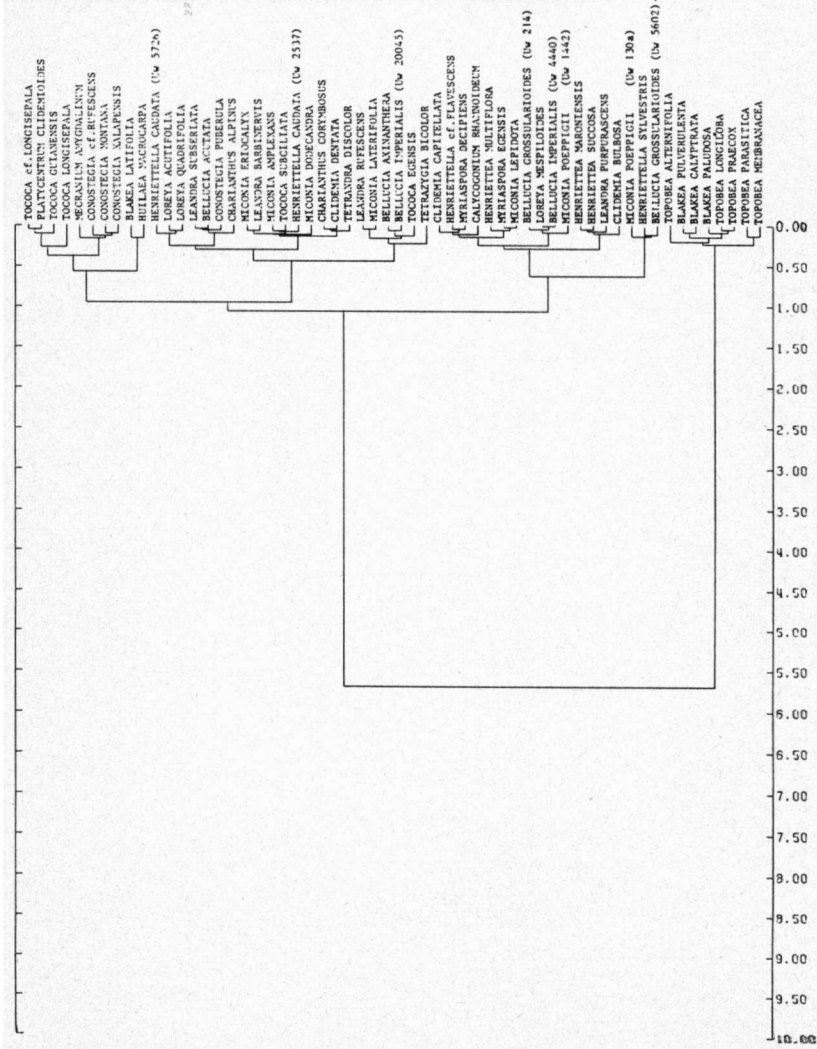 TOCOCA cf.LONGISEPALA
PLATYCENTRUM CLIDEMIOIDES
TOCOCA GUIANENSIS
TOCOCA LONGISEPALA
MECRANIUM AMYGDALINUM
CONOSTEGIA cf.RUFESCENS
CONOSTEGIA MONTANA
CONOSTEGIA XALAPENSIS
BLAKEA LATIFOLIA
HUILAEA MACROCARPA
HENRIETTELLA CAUDATA (Uw 5726)
LOREYA ACUTIFOLIA
LOREYA QUADRIFOLIA
LEANDRA SUBSERIATA
BELLUCIA ACUTATA
CONOSTEGIA PUBERULA
CHARIANTHUS ALPINUS
MICONIA ERIOCALYX
LEANDRA BARBINERVIS
MICONIA AMPLEXANS
TOCOCA SUBCILIATA
HENRIETTELLA CAUDATA (Uw 2537)
MICONIA DODECANDRA
CHARIANTHUS CORYMBOSUS
CLIDEMIA DENTATA
TETRANDRA DISCOLOR
LEANDRA RUFESCENS
MICONIA LATERIFOLIA
BELLUCIA AXINANTHERA
BELLUCIA IMPERIALIS (Uw 20045)
TOCOCA EGENSIS
TETRAZYGIA BICOLOR
CLIDEMIA CAPITELLATA
HENRIETTELLA cf.FLAVESCENS
MYRIASPORA DECIPIENS
CALYCOGONIUM RHAMNOIDEUM
HENRIETTELLA MULTIFLORA
MYRIASPORA EGENSIS
MICONIA LEPIDOTA
BELLUCIA GROSSULARIOIDES (Uw 214)
LOREYA MESPILOIDES
BELLUCIA IMPERIALIS (Uw 4440)
MICONIA POEPPIGII (Uw 1442)
HENRIETTEA MARONIENSIS
HENRIETTEA SUCCOSA
LEANDRA PURPURASCENS
CLIDEMIA BULBOSA
MICONIA POEPPIGII (Uw 130a)
HENRIETTELLA SYLVESTRIS
BELLUCIA GROSSULARIOIDES (Uw 5602)
TOPOBEA ALTERNIFOLIA
BLAKEA PULVERULENTA
BLAKEA CALYPTRATA
BLAKEA PALUDOSA
TOPOBEA LONGILOBA
TOPOBEA PRAECOX
TOPOBEA PARASITICA
TOPOBEA MEMBRANACEA
0.00
0.50
1.00
1.50
2.00
2.50
3.00
3.50
4.00
4.50
5.00
5.50
6.00
6.50
7.00
7.50
8.00
8.50
9.00
9.50
10.00